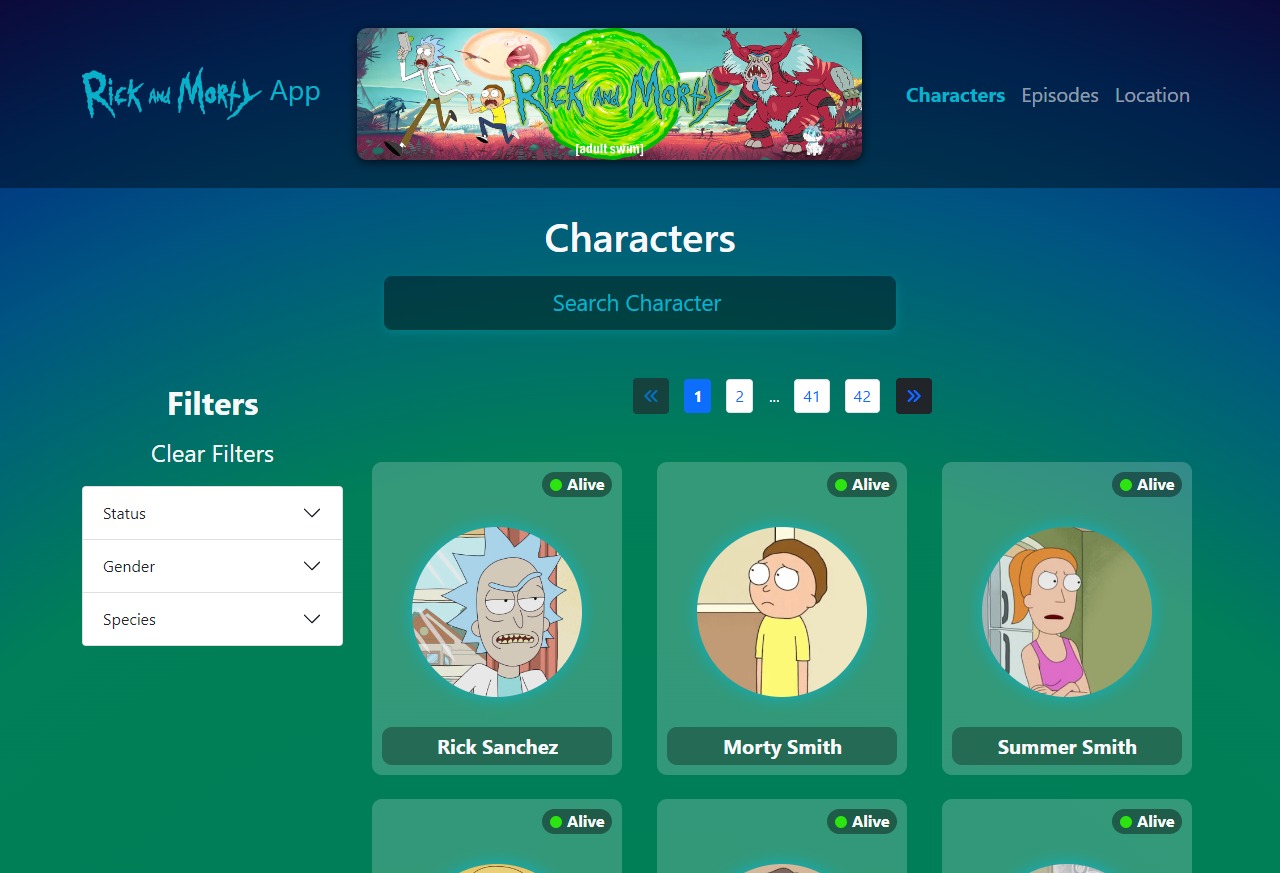 Rick and Morty App
Rick and Morty
[adult swim]
Characters Episodes Location
Characters
Search Character
« 1 2 ... 41 42 »
Filters
Clear Filters
Status
Gender
Species
Alive
Rick Sanchez
Alive
Morty Smith
Alive
Summer Smith
Alive
Alive
Alive